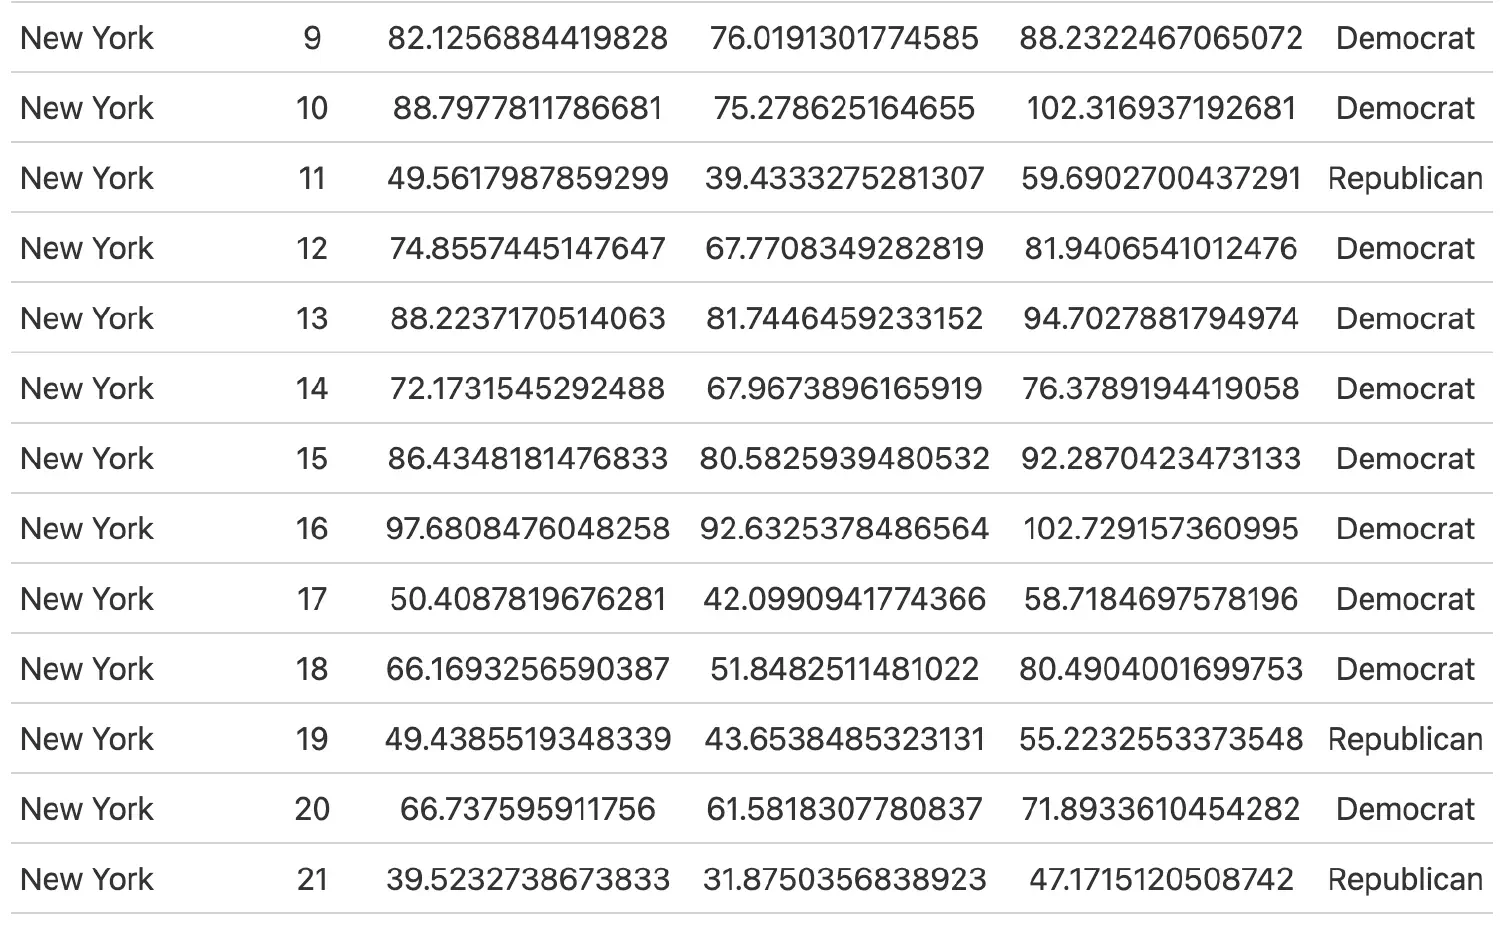 New York 9 82.1256884419828 76.0191301774585 88.2322467065072 Democrat
New York 10 88.7977811786681 75.278625164655 102.316937192681 Democrat
New York 11 49.5617987859299 39.4333275281307 59.6902700437291 Republican
New York 12 74.8557445147647 67.7708349282819 81.9406541012476 Democrat
New York 13 88.2237170514063 81.7446459233152 94.7027881794974 Democrat
New York 14 72.1731545292488 67.9673896165919 76.3789194419058 Democrat
New York 15 86.4348181476833 80.5825939480532 92.2870423473133 Democrat
New York 16 97.6808476048258 92.6325378486564 102.729157360995 Democrat
New York 17 50.4087819676281 42.0990941774366 58.7184697578196 Democrat
New York 18 66.1693256590387 51.8482511481022 80.4904001699753 Democrat
New York 19 49.4385519348339 43.6538485323131 55.2232553373548 Republican
New York 20 66.737595911756 61.5818307780837 71.8933610454282 Democrat
New York 21 39.5232738673833 31.8750356838923 47.1715120508742 Republican